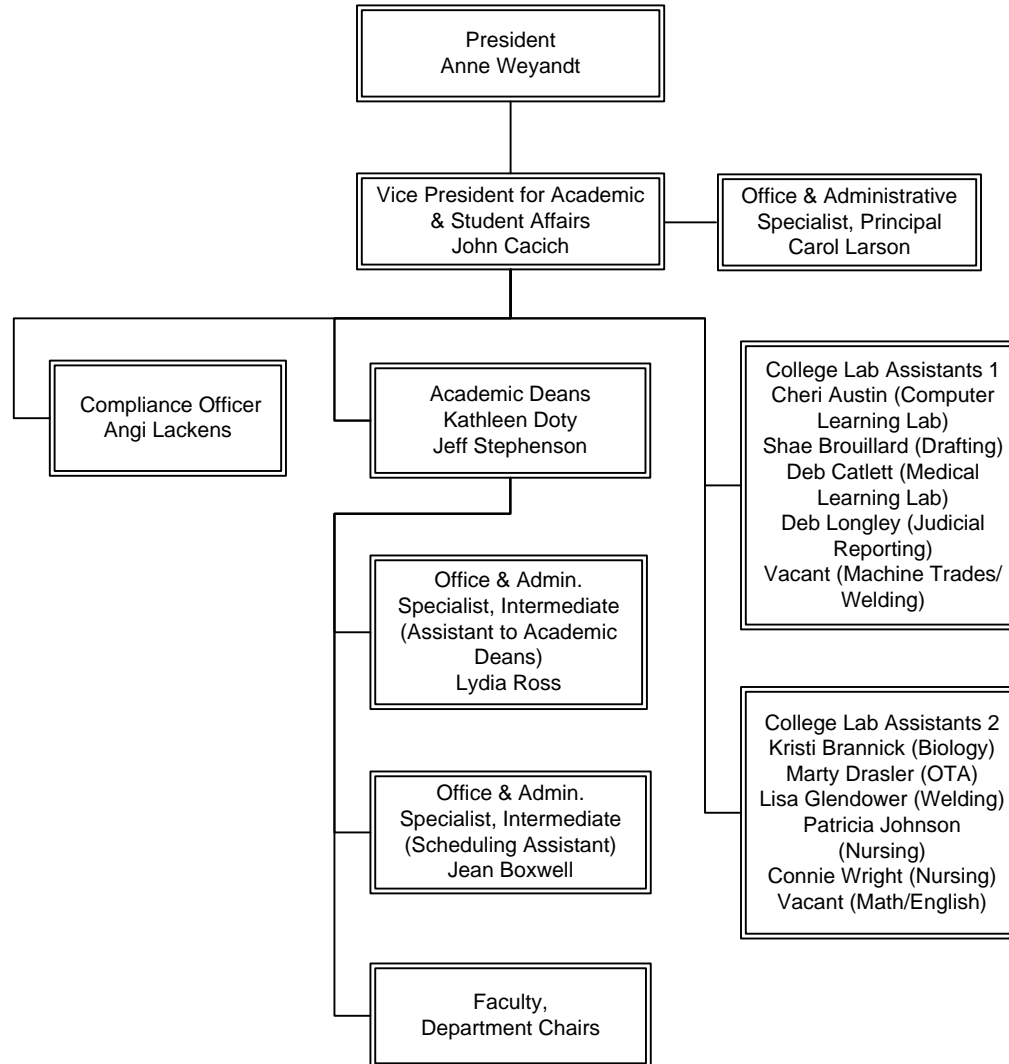 President
Anne Weyandt
Vice President for Academic
& Student Affairs
John Cacich
Office & Administrative
Specialist, Principal
Carol Larson
Compliance Officer
Angi Lackens
Academic Deans
Kathleen Doty
Jeff Stephenson
Office & Admin.
Specialist, Intermediate
(Assistant to Academic
Deans)
Lydia Ross
Office & Admin.
Specialist, Intermediate
(Scheduling Assistant)
Jean Boxwell
Faculty,
Department Chairs
College Lab Assistants 1
Cheri Austin (Computer
Learning Lab)
Shae Brouillard (Drafting)
Deb Catlett (Medical
Learning Lab)
Deb Longley (Judicial
Reporting)
Vacant (Machine Trades/
Welding)
College Lab Assistants 2
Kristi Brannick (Biology)
Marty Drasler (OTA)
Lisa Glendower (Welding)
Patricia Johnson
(Nursing)
Connie Wright (Nursing)
Vacant (Math/English)